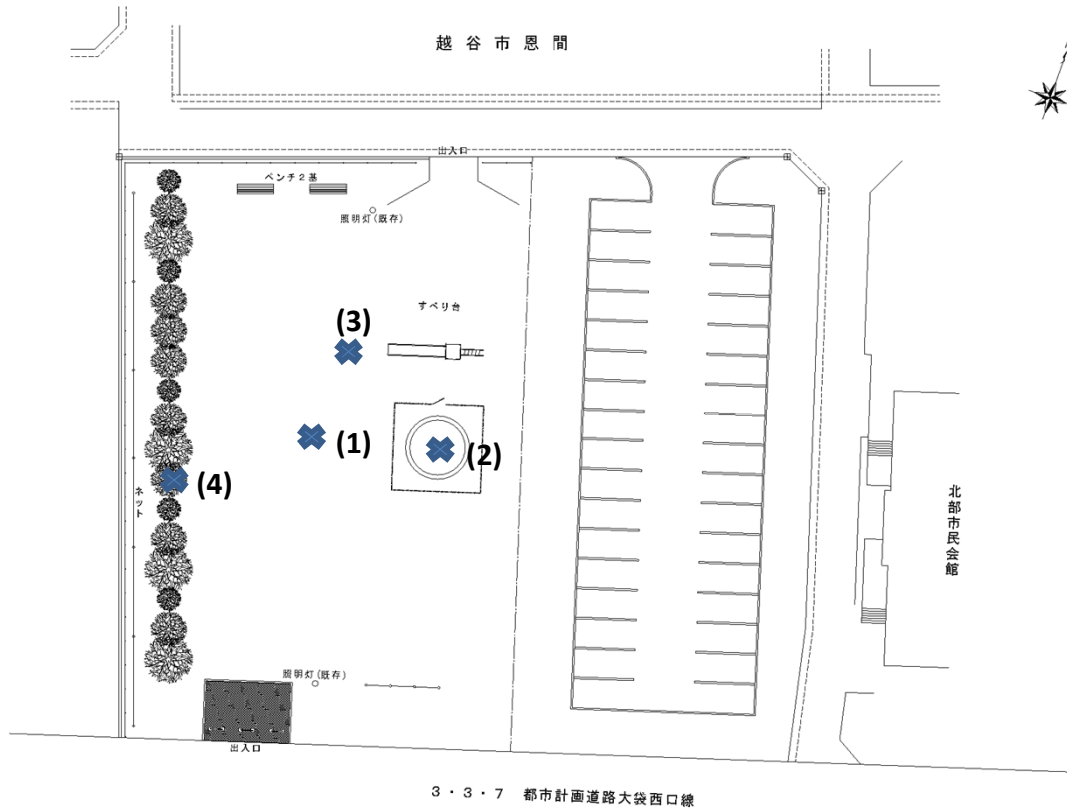 越谷市恩間
出入口
ベンチ2基
照明灯(既存)
すべり台
(3)
(1)
(2)
(4)
ネット
北部市民会館
照明灯(既存)
出入口
3・3・7 都市計画道路大袋西口線